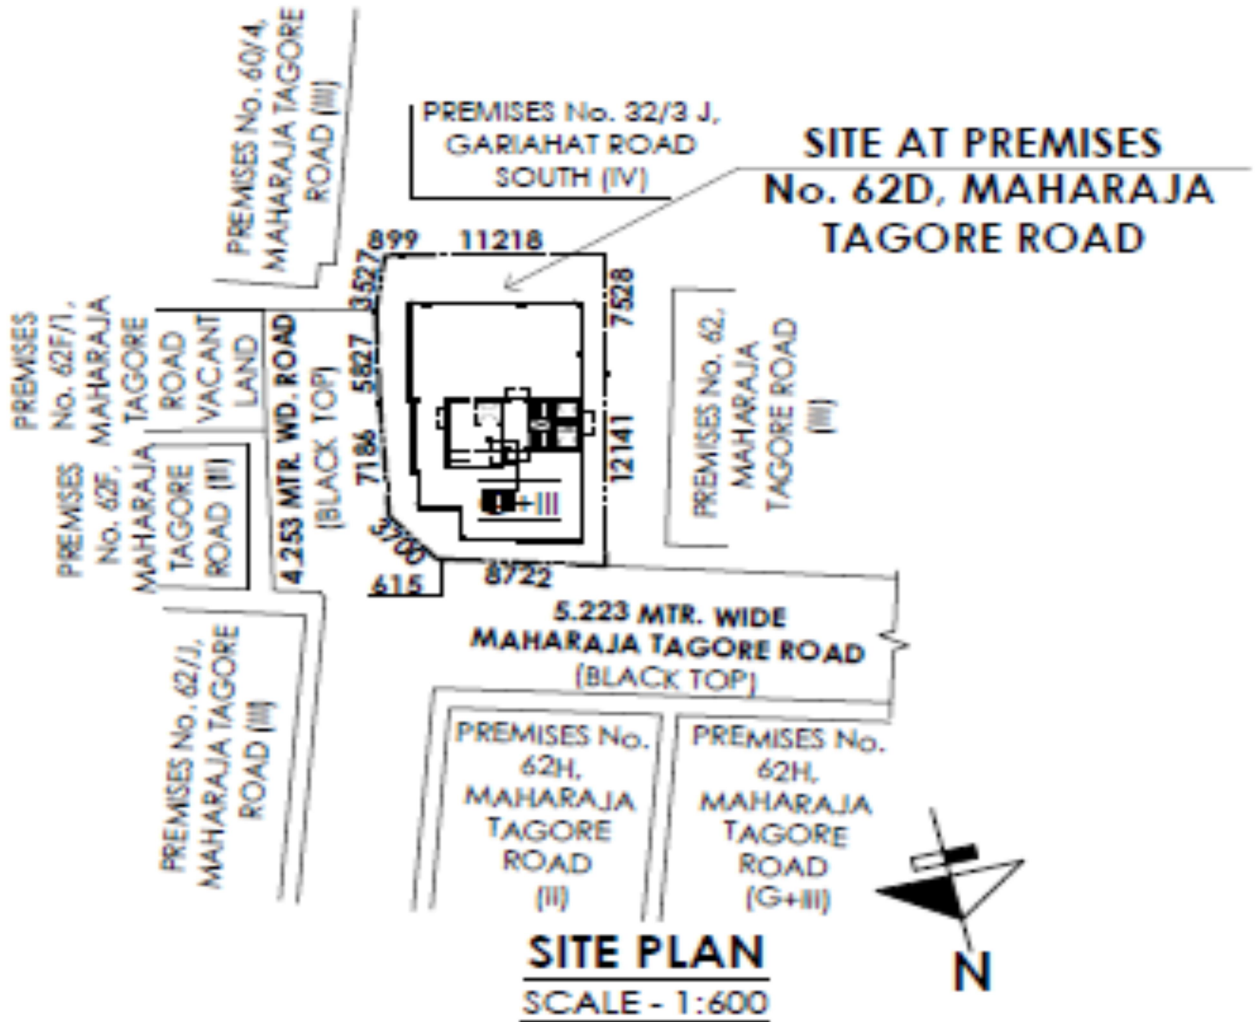 PREMISES No. 60/4,
MAHARAJA TAGORE
ROAD (III)
PREMISES No. 32/3 J,
GARIAHAT ROAD
SOUTH (IV)
SITE AT PREMISES
No. 62D, MAHARAJA
TAGORE ROAD
899
11218
3527
7528
5827
7186
12141
3700
615
8722
+III
PREMISES
No. 62F/1,
MAHARAJA
TAGORE
ROAD
VACANT
LAND
PREMISES
No. 62F,
MAHARAJA
TAGORE
ROAD (III)
4.253 MTR. WD. ROAD
(BLACK TOP)
PREMISES No. 62,
MAHARAJA
TAGORE ROAD
(III)
5.223 MTR. WIDE
MAHARAJA TAGORE ROAD
(BLACK TOP)
PREMISES No. 62/J,
MAHARAJA TAGORE
ROAD (III)
PREMISES No.
62H,
MAHARAJA
TAGORE
ROAD
(II)
PREMISES No.
62H,
MAHARAJA
TAGORE
ROAD
(G+III)
N
SITE PLAN
SCALE - 1:600